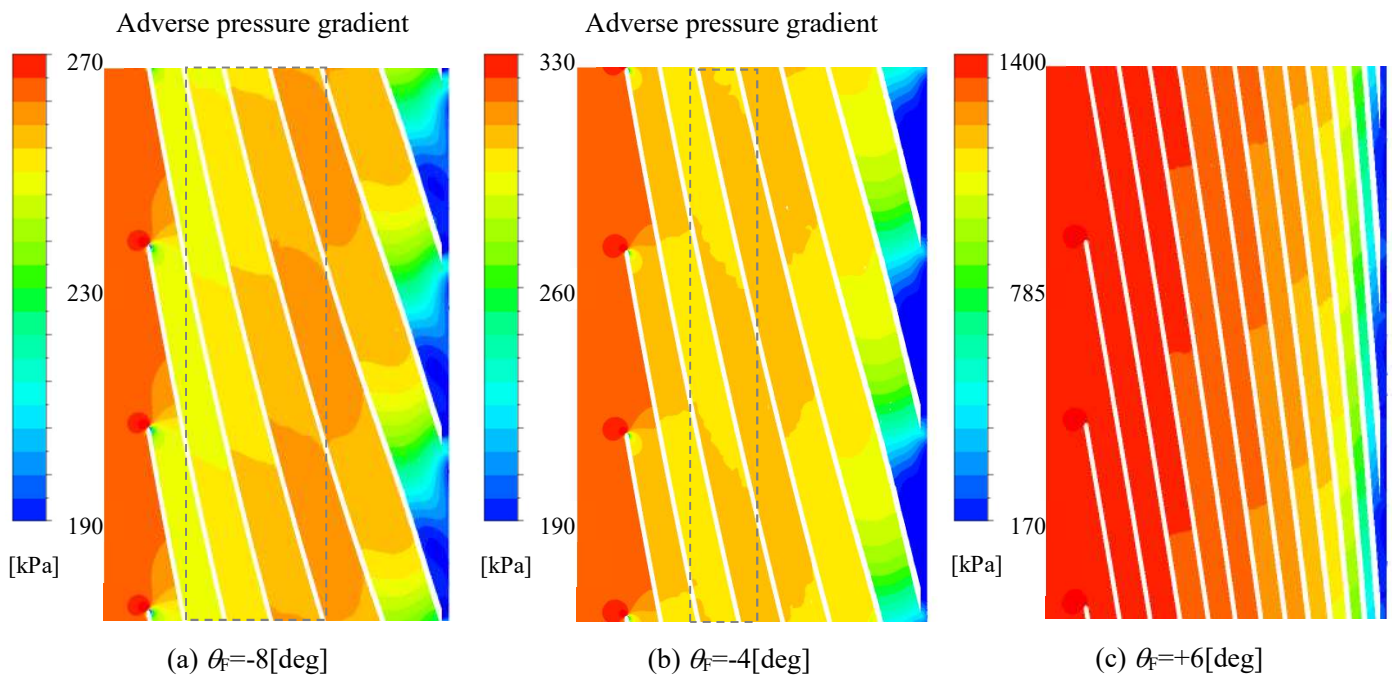 Adverse pressure gradient
Adverse pressure gradient
270
230
190
[kPa]
330
260
190
[kPa]
1400
785
170
[kPa]
(a) θF=-8[deg]
(b) θF=-4[deg]
(c) θF=+6[deg]